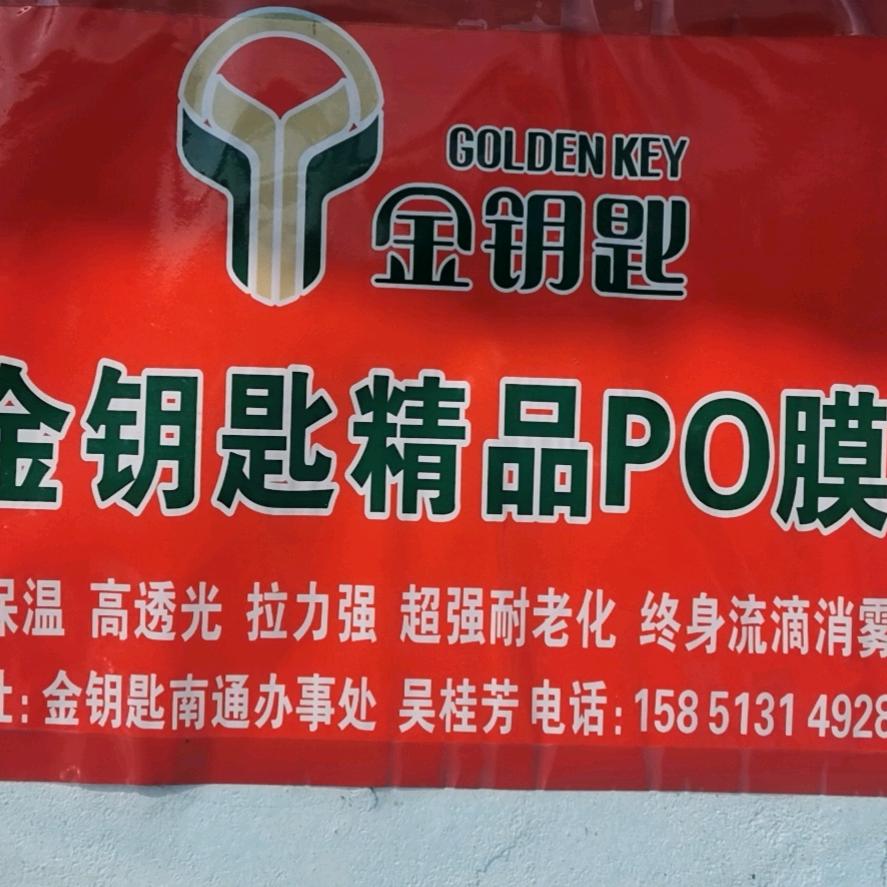 GOLDEN KEY
金钥匙
金钥匙精品PO膜
保温 高透光 拉力强 超强耐老化 终身流滴消雾
址:金钥匙南通办事处 吴桂芳 电话:158 5131 4928